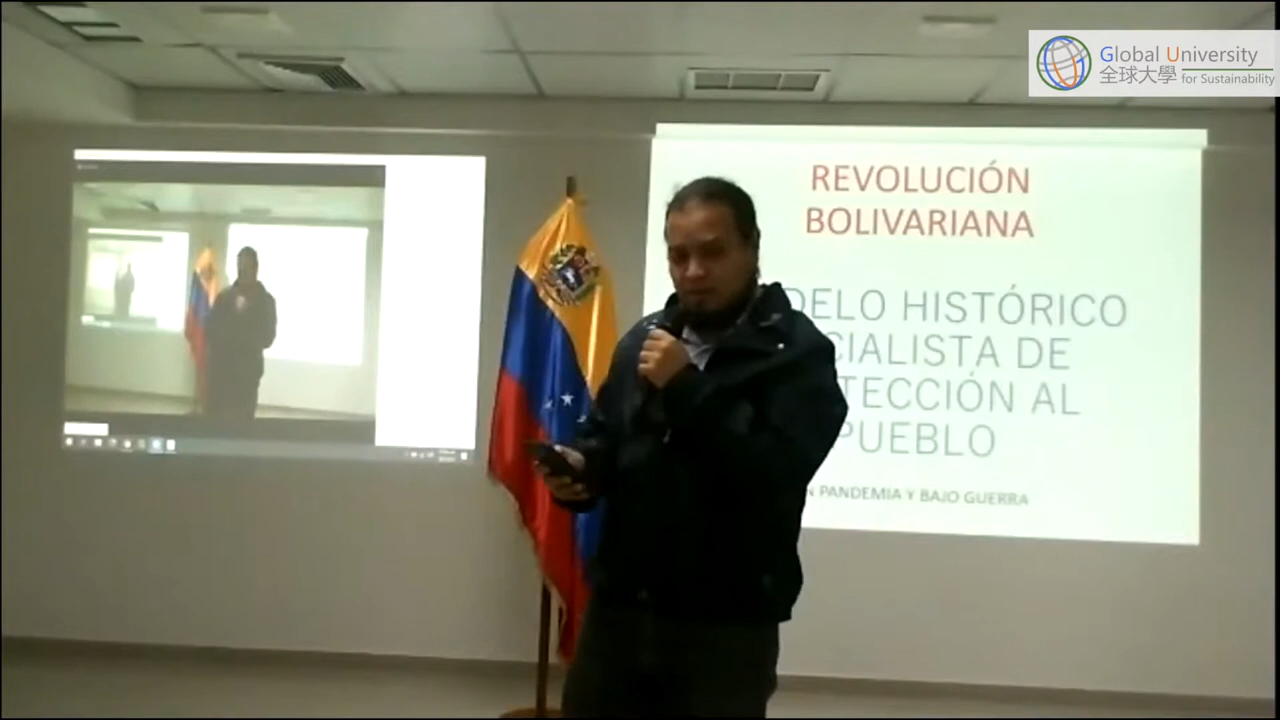 Global University
全球大學 for Sustainability
REVOLUCIÓN
BOLIVARIANA
DELO HISTÓRICO
CIALISTA DE
TECCIÓN AL
PUEBLO
N PANDEMIA Y BAJO GUERRA